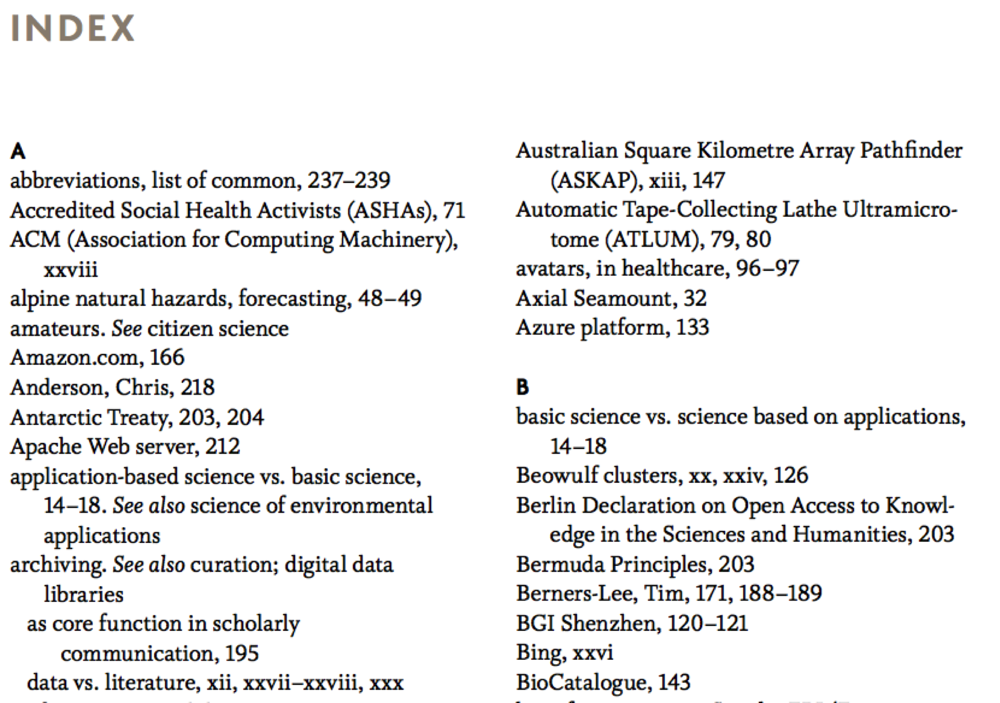 INDEX
A
abbreviations, list of common, 237–239
Accredited Social Health Activists (ASHAs), 71
ACM (Association for Computing Machinery),
xxviii
alpine natural hazards, forecasting, 48–49
amateurs. See citizen science
Amazon.com, 166
Anderson, Chris, 218
Antarctic Treaty, 203, 204
Apache Web server, 212
application-based science vs. basic science,
14–18. See also science of environmental
applications
archiving. See also curation; digital data
libraries
as core function in scholarly
communication, 195
data vs. literature, xii, xxvii–xxviii, xxx
Australian Square Kilometre Array Pathfinder
(ASKAP), xiii, 147
Automatic Tape-Collecting Lathe Ultramicro-
tome (ATLUM), 79, 80
avatars, in healthcare, 96–97
Axial Seamount, 32
Azure platform, 133
B
basic science vs. science based on applications,
14–18
Beowulf clusters, xx, xxiv, 126
Berlin Declaration on Open Access to Knowl-
edge in the Sciences and Humanities, 203
Bermuda Principles, 203
Berners-Lee, Tim, 171, 188–189
BGI Shenzhen, 120–121
Bing, xxvi
BioCatalogue, 143